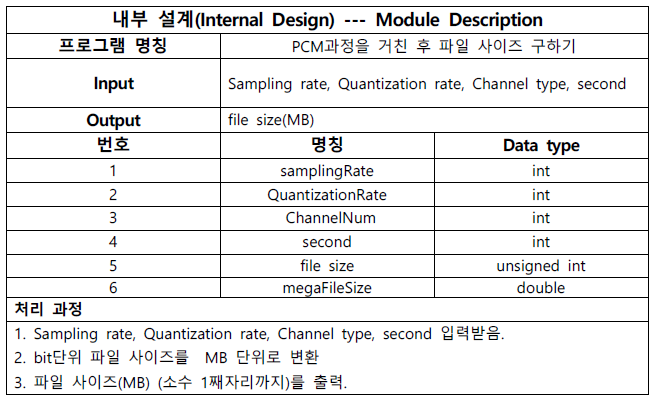 내부 설계(Internal Design) --- Module Description
프로그램 명칭 PCM과정을 거친 후 파일 사이즈 구하기
Input Sampling rate, Quantization rate, Channel type, second
Output file size(MB)
번호 명칭 Data type
1 samplingRate int
2 QuantizationRate int
3 ChannelNum int
4 second int
5 file size unsigned int
6 megaFileSize double
처리 과정
1. Sampling rate, Quantization rate, Channel type, second 입력받음.
2. bit단위 파일 사이즈를 MB 단위로 변환
3. 파일 사이즈(MB) (소수 1째자리까지)를 출력.